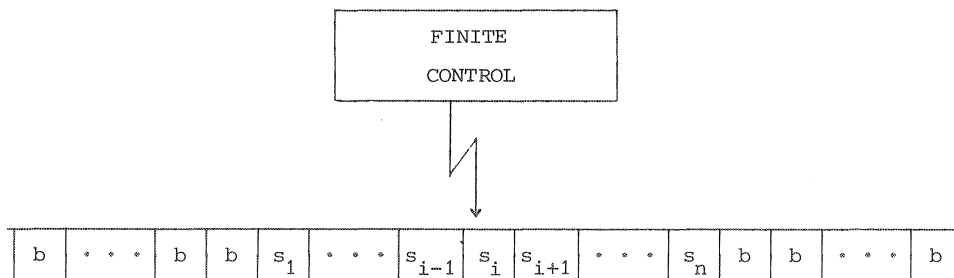 FINITE
CONTROL
b • • • b b s₁ • • • sᵢ₋₁ sᵢ sᵢ₊₁ • • • sₙ b b • • • b